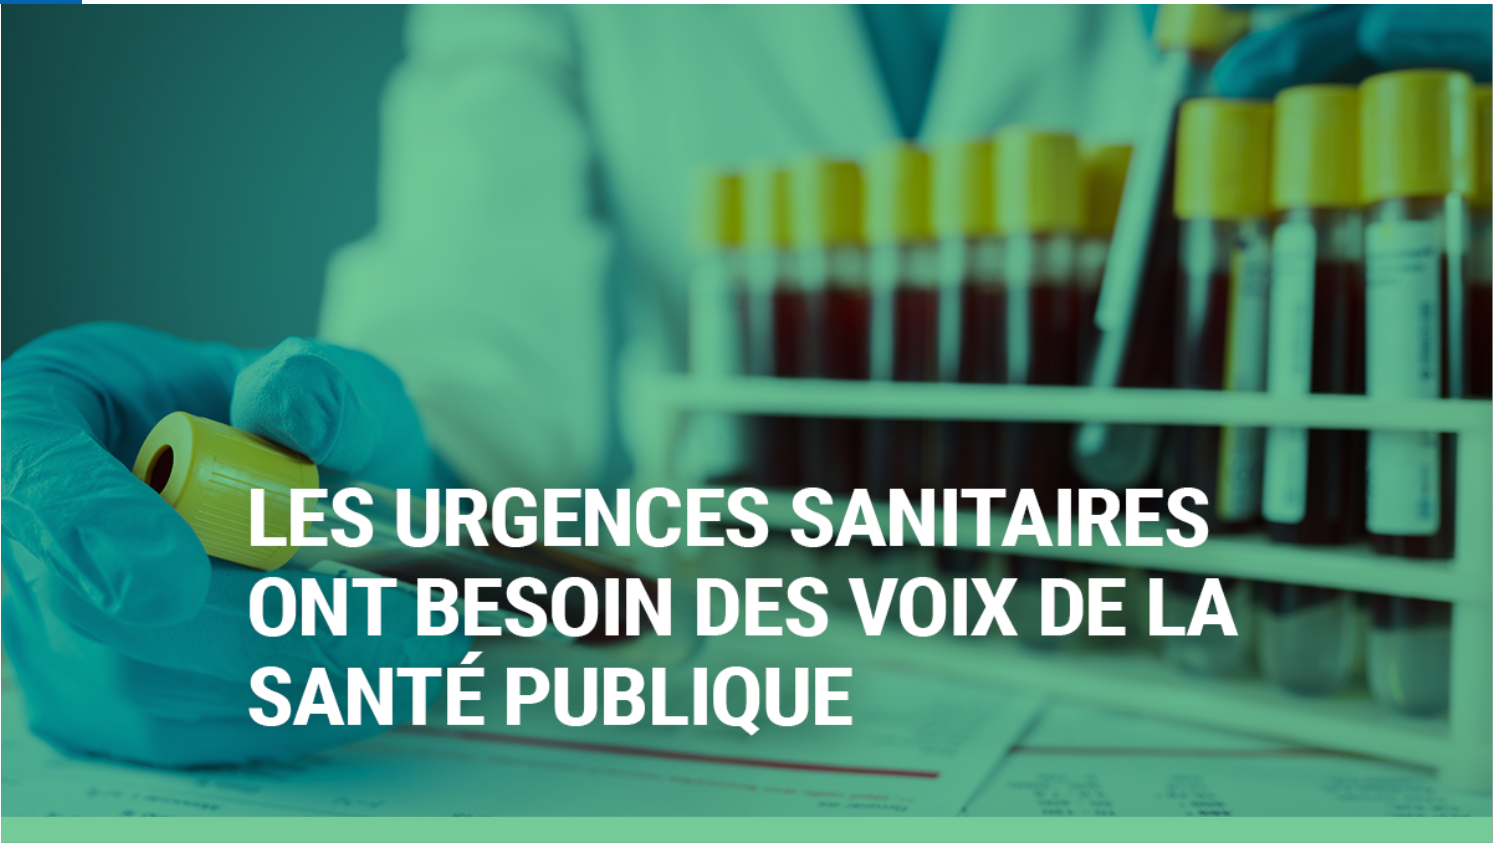 LES URGENCES SANITAIRES
ONT BESOIN DES VOIX DE LA
SANTÉ PUBLIQUE